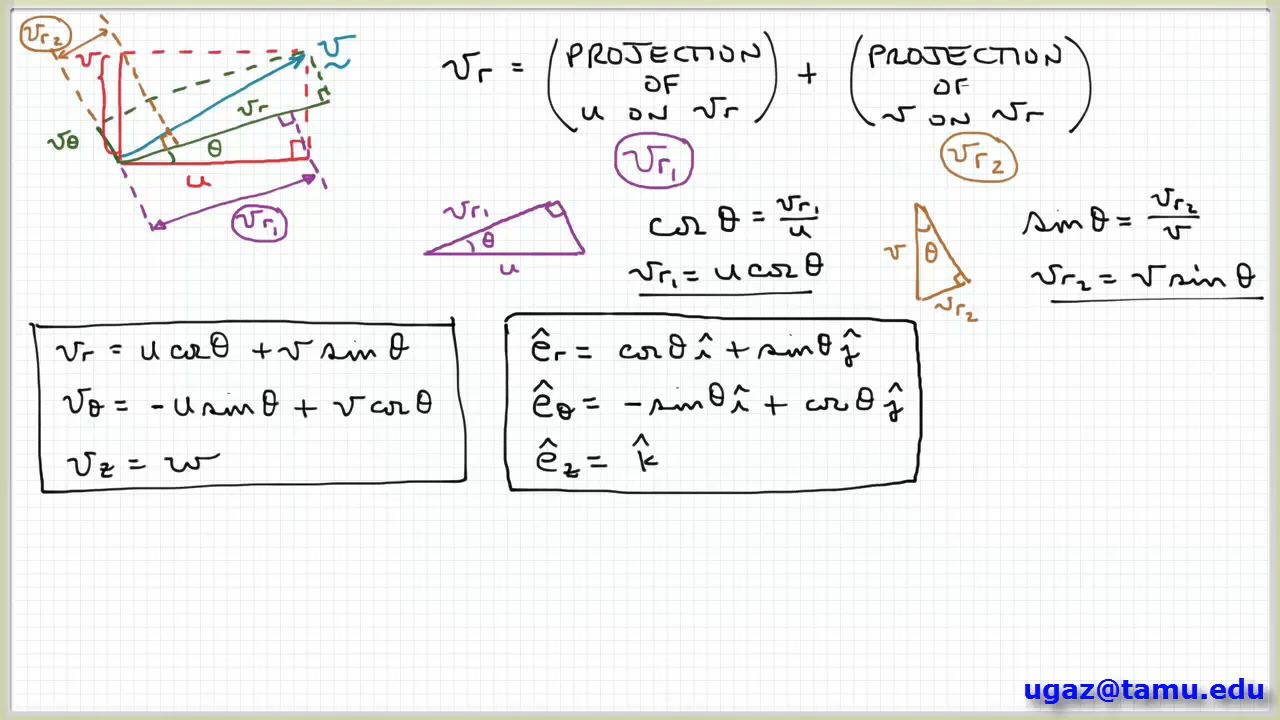 v_r2
v
v
v_r
v_θ
θ
u
v_r1
v_r = (PROJECTION OF u ON v_r) + (PROJECTION OF v ON v_r)
v_r1
v_r2
v_r1
θ
u
cos θ = v_r1/u
v_r1 = u cos θ
v
θ
v_r2
sin θ = v_r2/v
v_r2 = v sin θ
v_r = u cos θ + v sin θ
v_θ = -u sin θ + v cos θ
v_z = w
ê_r = cos θ î + sin θ ĵ
ê_θ = -sin θ î + cos θ ĵ
ê_z = k̂
ugaz@tamu.edu